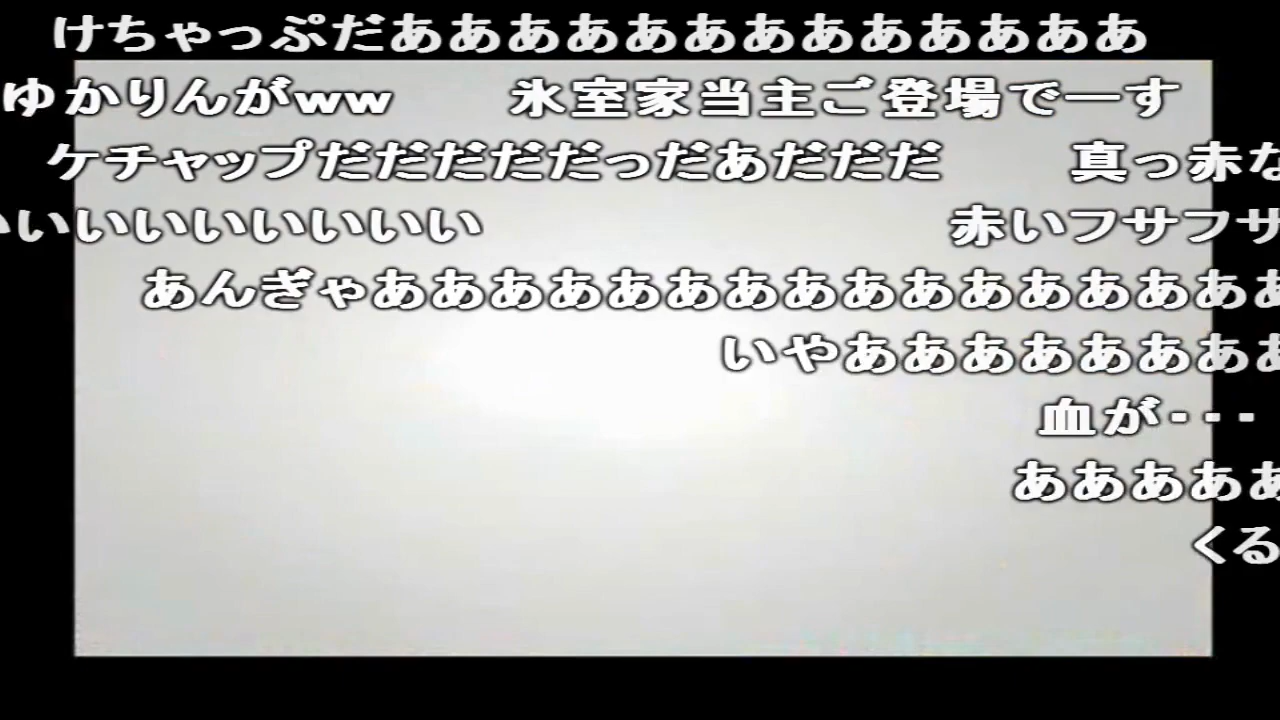 けちゃっぷだあああああああああああああ
ゆかりんがww 氷室家当主ご登場でーす
ケチャップだだだだだっだあだだだ 真っ赤な
いいいいいいいいい 赤いフサフサ
あんぎゃああああああああああああああああ
いやああああああああ
血が･･･
あああああ
くる